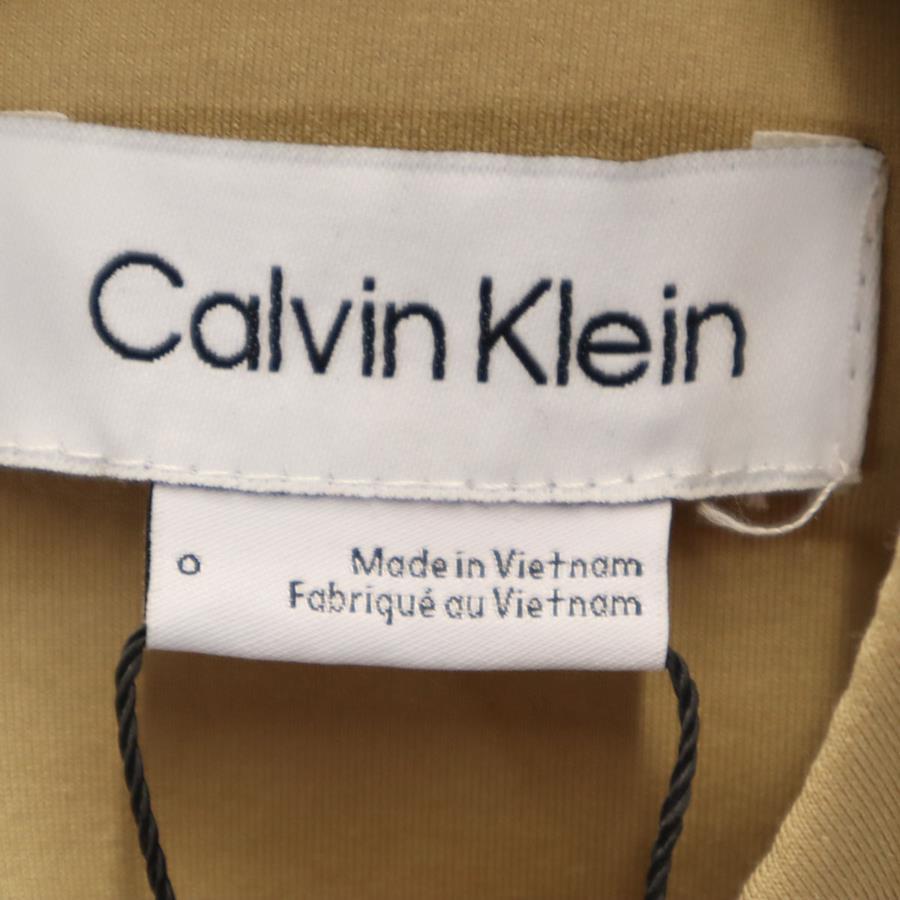 Calvin Klein
0 Made in Vietnam
Fabriqué au Vietnam